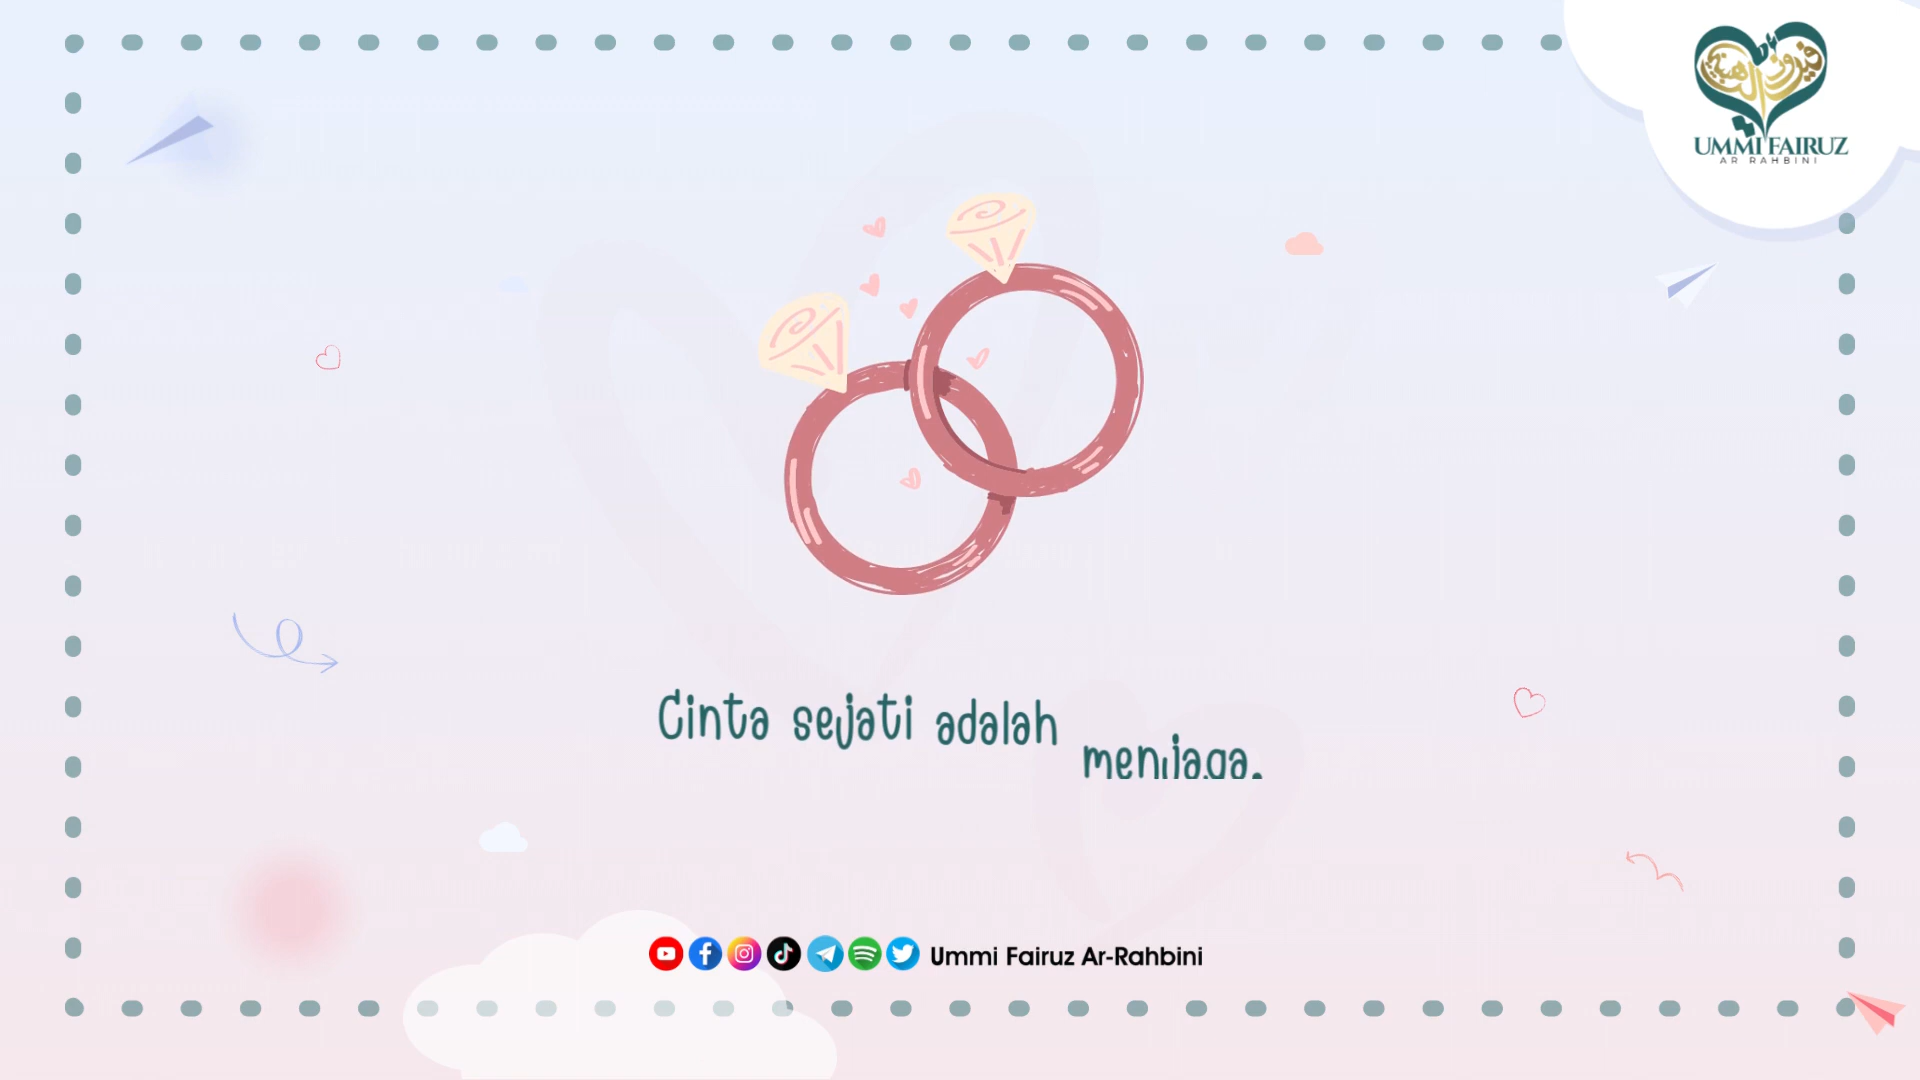 UMMI FAIRUZ
AR RAHBINI
Cinta sejati adalah menjaga.
Ummi Fairuz Ar-Rahbini